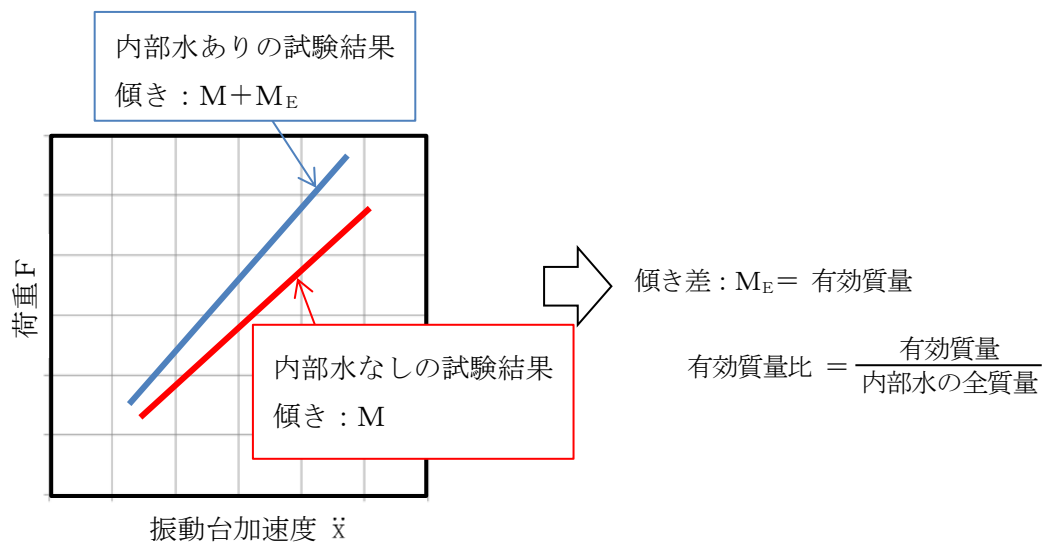 内部水ありの試験結果
傾き：M＋ME
荷重F
内部水なしの試験結果
傾き：M
振動台加速度 ẍ
傾き差：ME＝ 有効質量
有効質量比 ＝ 有効質量
内部水の全質量